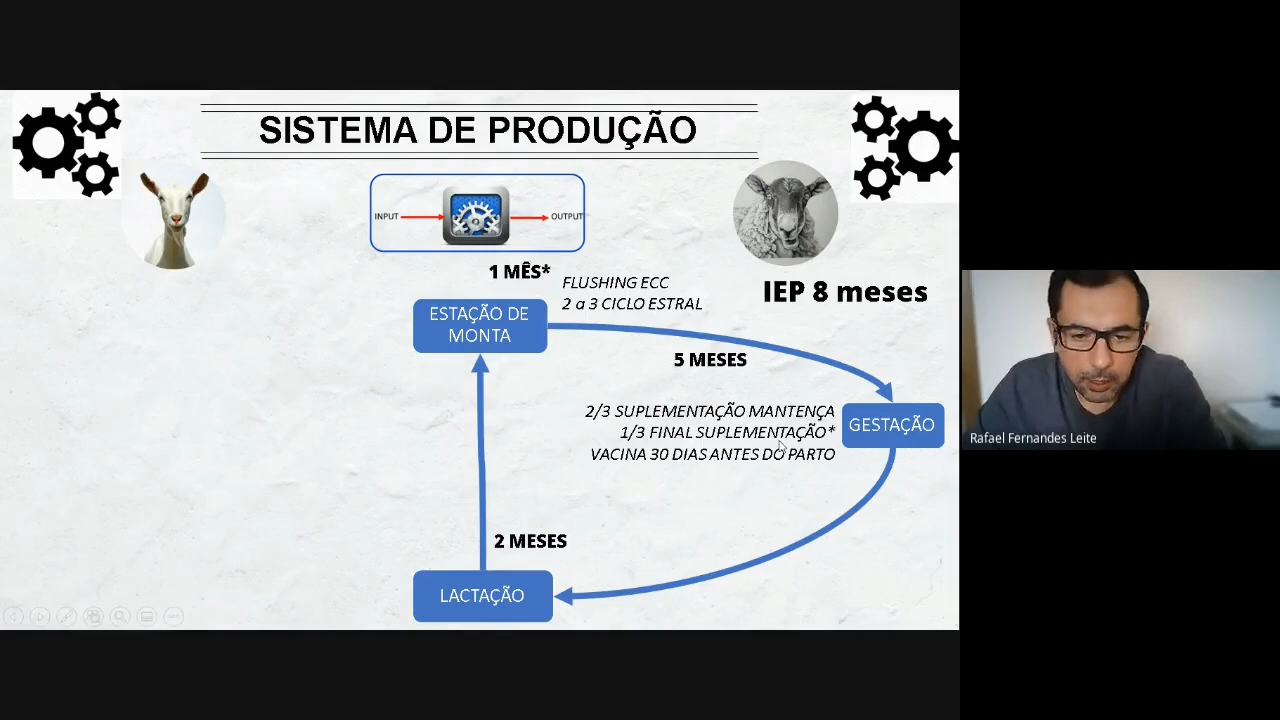 SISTEMA DE PRODUÇÃO
INPUT
OUTPUT
1 MÊS*
FLUSHING ECC
2 a 3 CICLO ESTRAL
IEP 8 meses
ESTAÇÃO DE
MONTA
5 MESES
2/3 SUPLEMENTAÇÃO MANTENÇA
1/3 FINAL SUPLEMENTAÇÃO*
VACINA 30 DIAS ANTES DO PARTO
GESTAÇÃO
Rafael Fernandes Leite
2 MESES
LACTAÇÃO